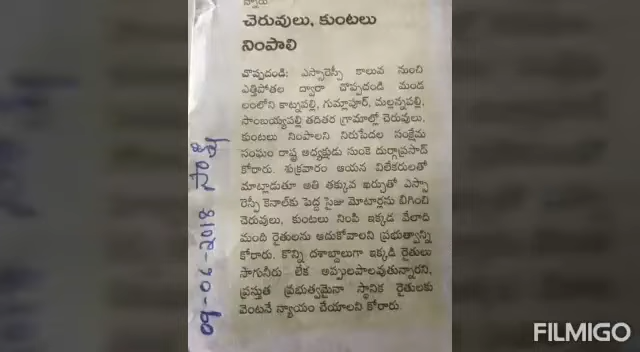 న్నారు.
చెరువులు, కుంటలు
నింపాలి
చొప్పదండి: ఎస్సారెస్పీ కాలువ నుంచి
ఎత్తిపోతల ద్వారా చొప్పదండి మండ
లంలోని కాట్నపల్లి, గుమ్లాపూర్, మల్లన్నపల్లి,
సాంబయ్యపల్లి తదితర గ్రామాల్లో చెరువులు,
కుంటలు నింపాలని నిరుపేదల సంక్షేమ
సంఘం రాష్ట్ర అధ్యక్షుడు సుంకె దుర్గాప్రసాద్
కోరారు. శుక్రవారం ఆయన విలేకరులతో
మాట్లాడుతూ అతి తక్కువ ఖర్చుతో ఎస్సా
రెస్పీ కెనాల్‌కు పెద్ద సైజు మోటార్లను బిగించి
చెరువులు, కుంటలు నింపి ఇక్కడ వేలాది
మంది రైతులను ఆదుకోవాలని ప్రభుత్వాన్ని
కోరారు. కొన్ని దశాబ్దాలుగా ఇక్కడి రైతులు
సాగునీరు లేక అప్పులపాలవుతున్నారని,
ప్రస్తుత ప్రభుత్వమైనా స్థానిక రైతులకు
వెంటనే న్యాయం చేయాలని కోరారు.
09-06-2018 సాక్షి
FILMIGO